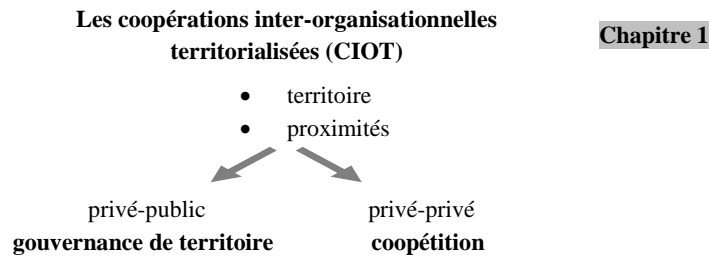 Les coopérations inter-organisationnelles
territorialisées (CIOT)
Chapitre 1
• territoire
• proximités
privé-public privé-privé
gouvernance de territoire coopétition